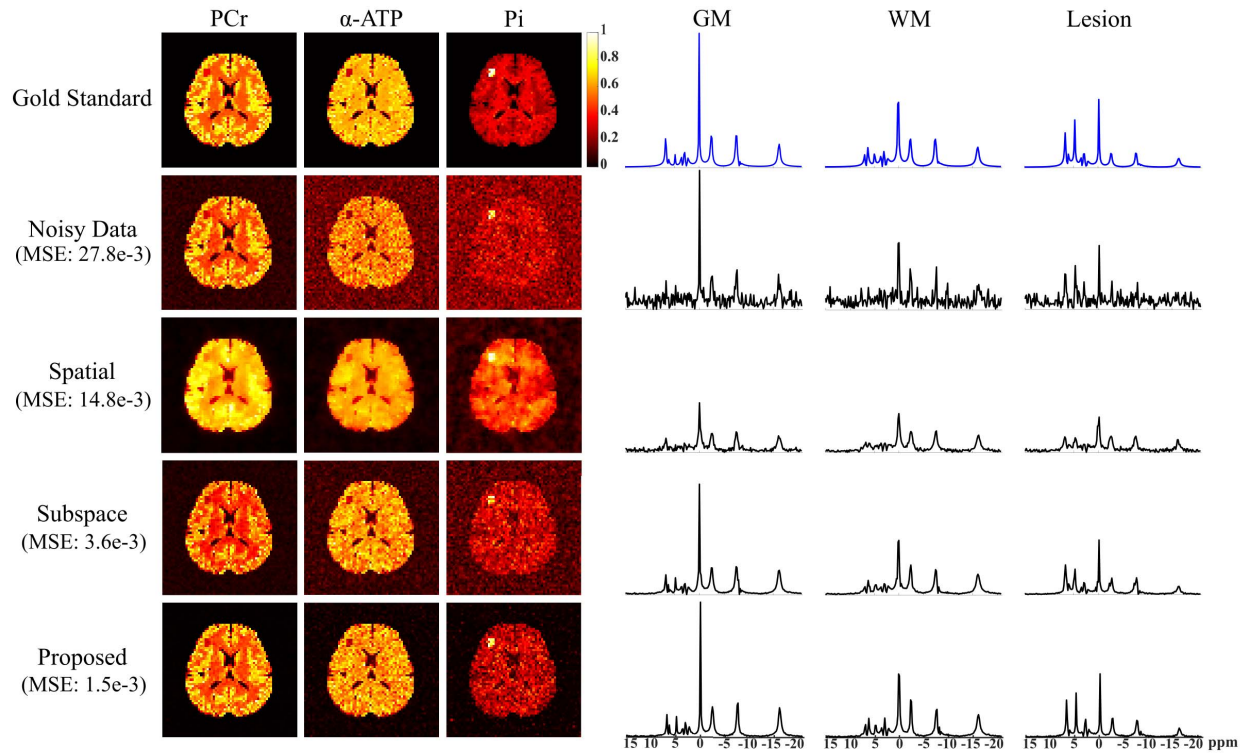 PCr α-ATP Pi GM WM Lesion
Gold Standard
1
0.8
0.6
0.4
0.2
0
Noisy Data
(MSE: 27.8e-3)
Spatial
(MSE: 14.8e-3)
Subspace
(MSE: 3.6e-3)
Proposed
(MSE: 1.5e-3)
15 10 5 0 -5 -10 -15 -20 15 10 5 0 -5 -10 -15 -20 15 10 5 0 -5 -10 -15 -20 ppm